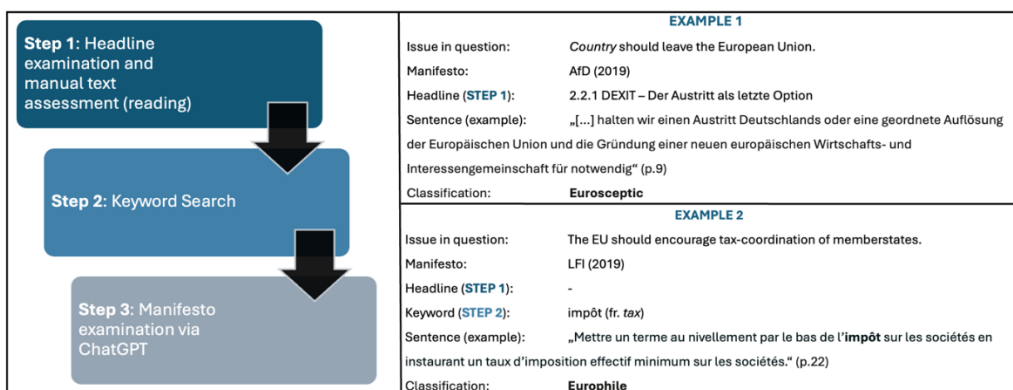 Step 1: Headline
examination and
manual text
assessment (reading)
Step 2: Keyword Search
Step 3: Manifesto
examination via
ChatGPT
EXAMPLE 1
Issue in question: Country should leave the European Union.
Manifesto: AfD (2019)
Headline (STEP 1): 2.2.1 DEXIT – Der Austritt als letzte Option
Sentence (example): „[...] halten wir einen Austritt Deutschlands oder eine geordnete Auflösung
der Europäischen Union und die Gründung einer neuen europäischen Wirtschafts- und
Interessengemeinschaft für notwendig“ (p.9)
Classification: Eurosceptic
EXAMPLE 2
Issue in question: The EU should encourage tax-coordination of memberstates.
Manifesto: LFI (2019)
Headline (STEP 1): -
Keyword (STEP 2): impôt (fr. tax)
Sentence (example): „Mettre un terme au nivellement par le bas de l’impôt sur les sociétés en
instaurant un taux d’imposition effectif minimum sur les sociétés.“ (p.22)
Classification: Europhile